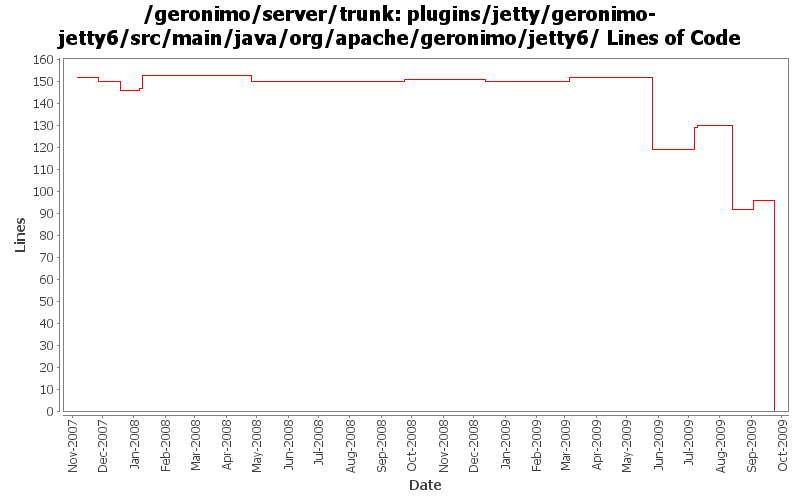 /geronimo/server/trunk: plugins/jetty/geronimo-
jetty6/src/main/java/org/apache/geronimo/jetty6/ Lines of Code
160
150
140
130
120
110
100
90
80
70
60
50
40
30
20
10
0
Lines
Nov-2007
Dec-2007
Jan-2008
Feb-2008
Mar-2008
Apr-2008
May-2008
Jun-2008
Jul-2008
Aug-2008
Sep-2008
Oct-2008
Nov-2008
Dec-2008
Jan-2009
Feb-2009
Mar-2009
Apr-2009
May-2009
Jun-2009
Jul-2009
Aug-2009
Sep-2009
Oct-2009
Date